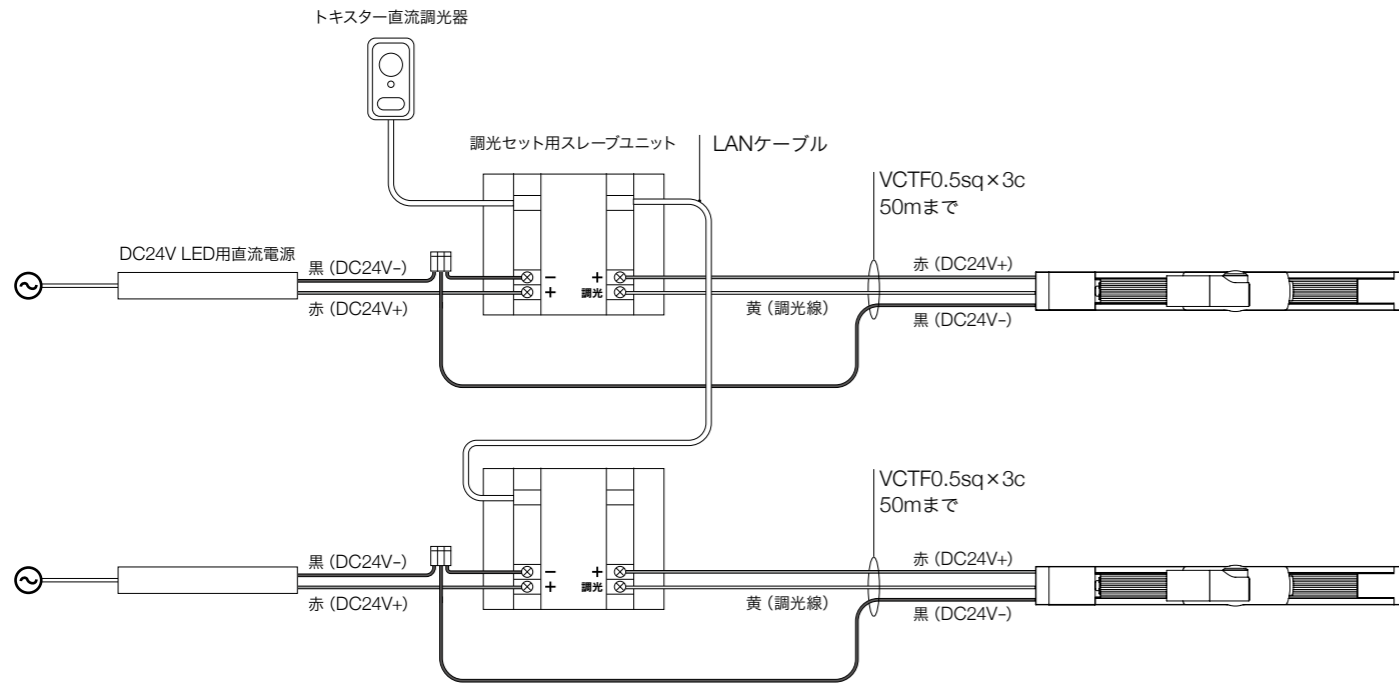 トキスター直流調光器
調光セット用スレーブユニット
LANケーブル
VCTF0.5sq×3c
50mまで
DC24V LED用直流電源
黒 (DC24V-)
赤 (DC24V+)
-
+
+
調光
赤 (DC24V+)
黄 (調光線)
黒 (DC24V-)
VCTF0.5sq×3c
50mまで
黒 (DC24V-)
赤 (DC24V+)
-
+
+
調光
赤 (DC24V+)
黄 (調光線)
黒 (DC24V-)